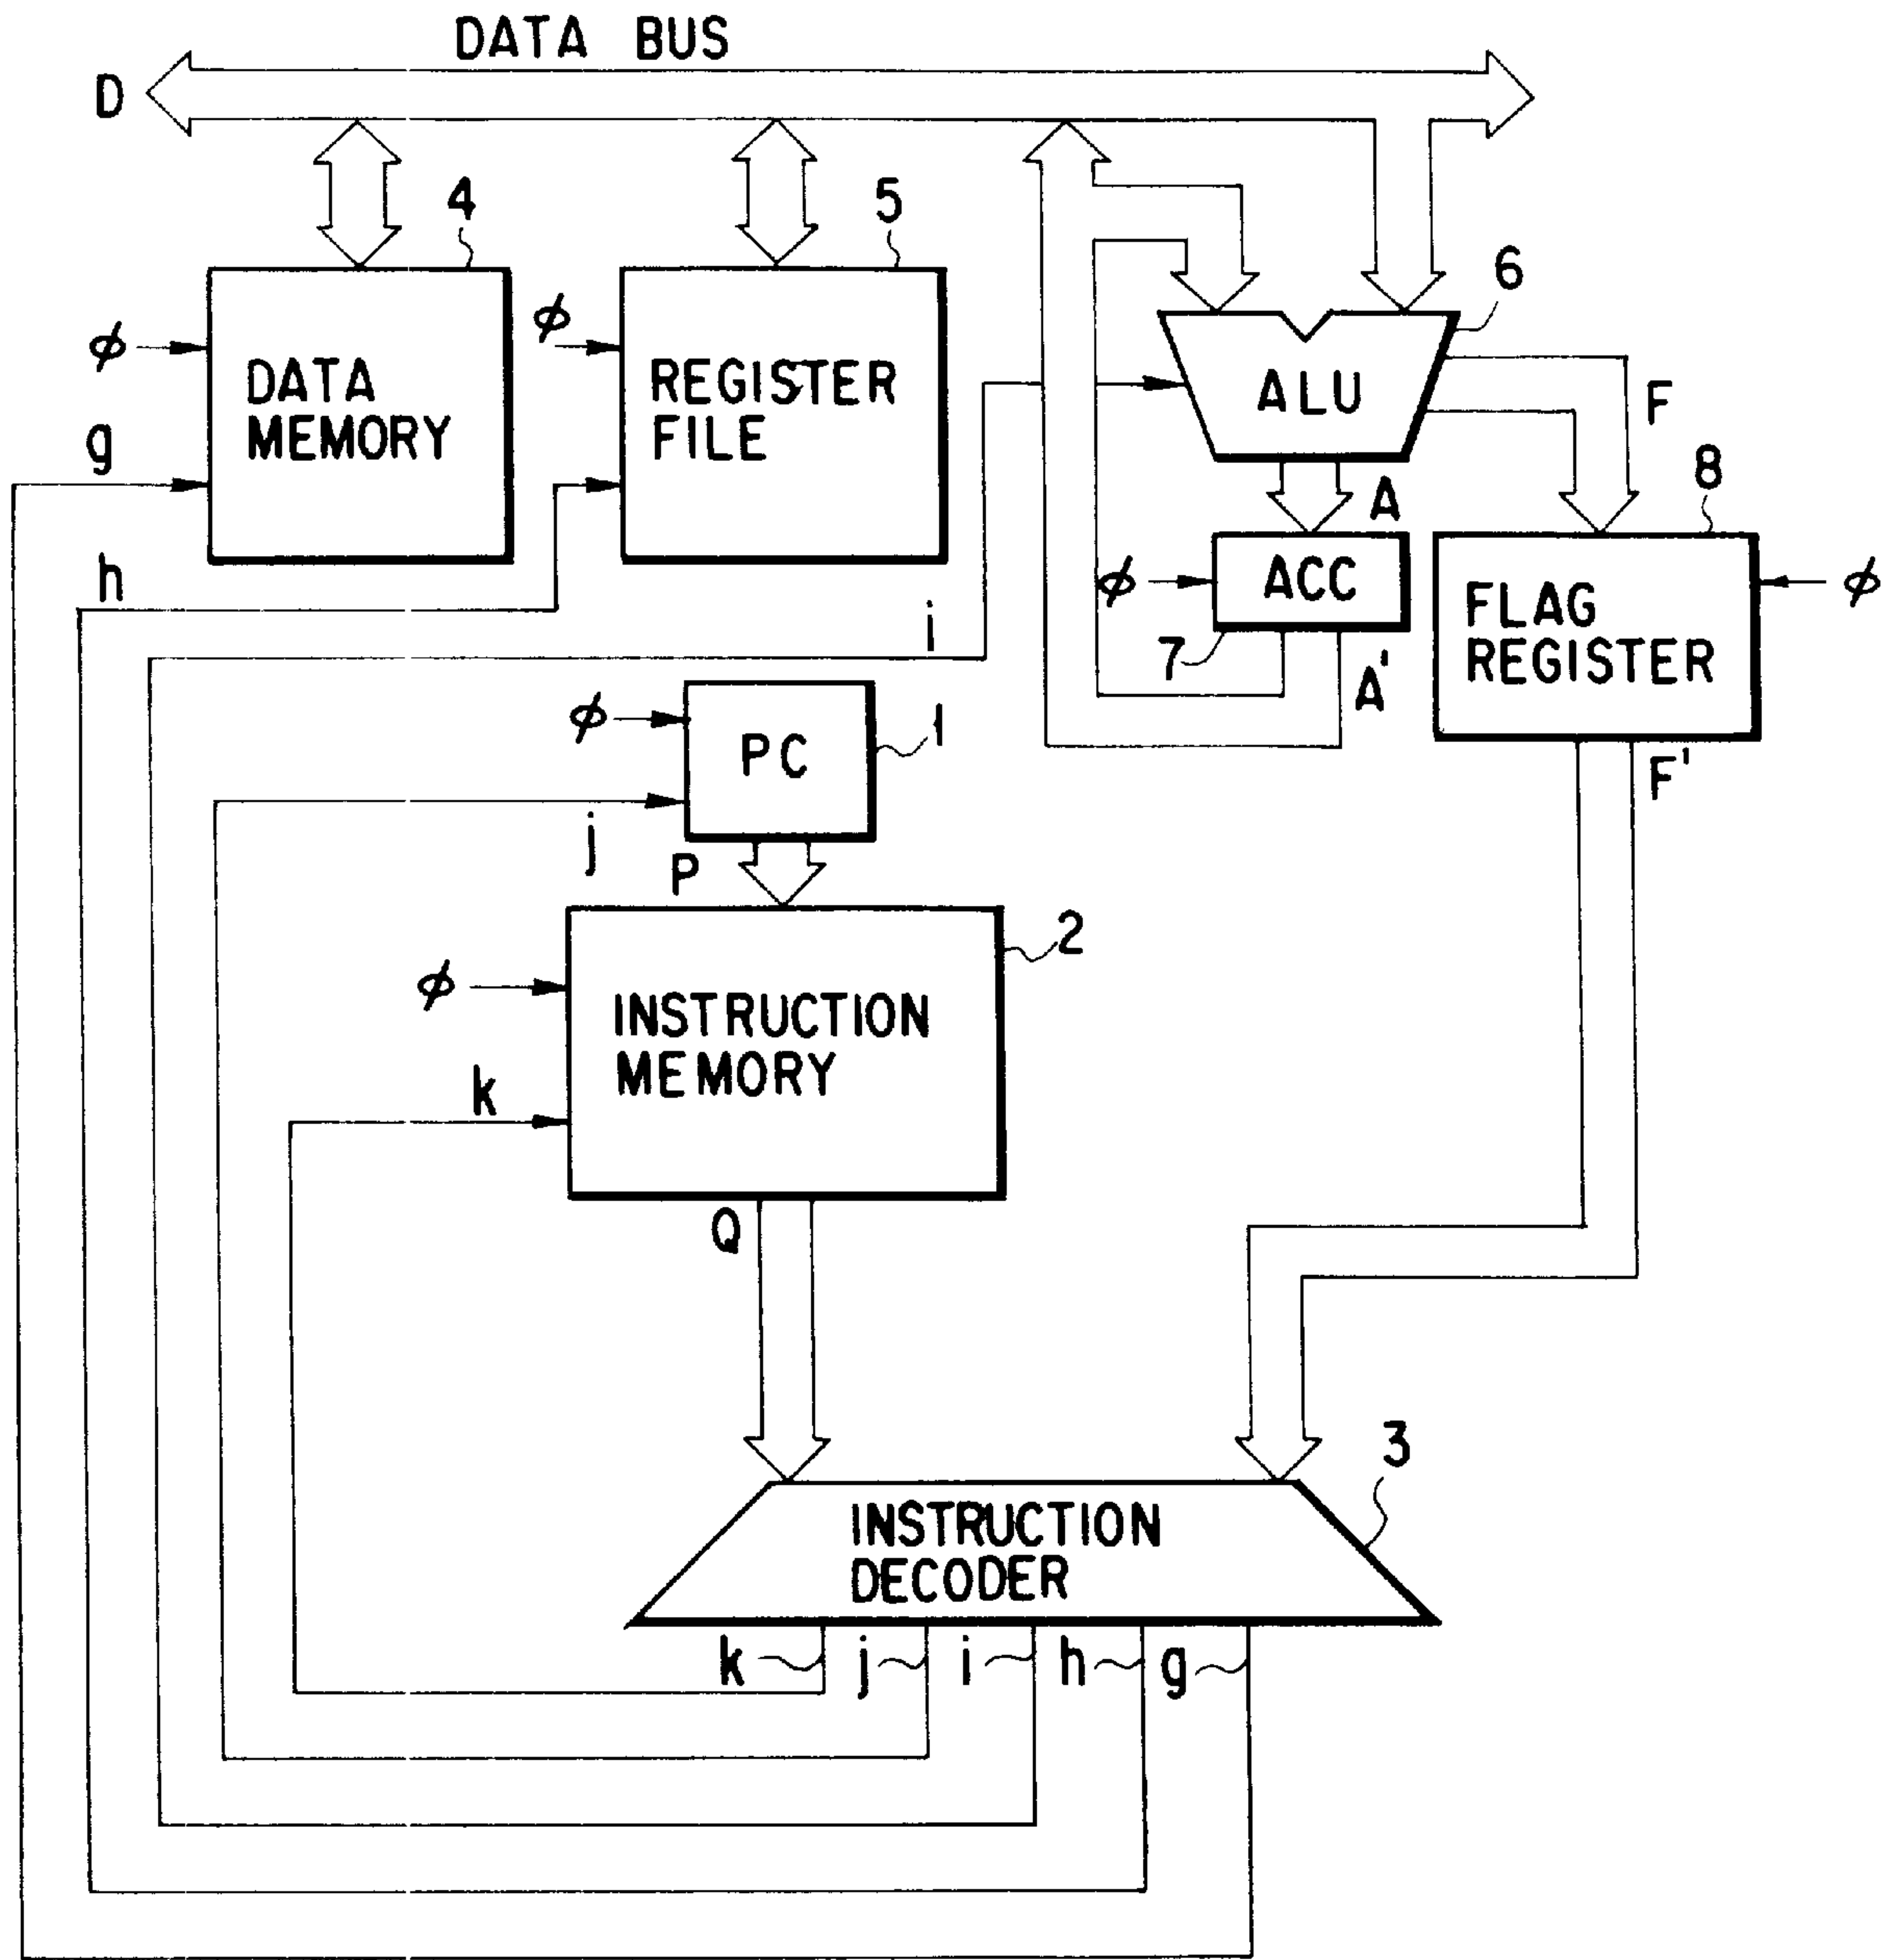 DATA BUS
D
4
5
6
ϕ
DATA
MEMORY
g
ϕ
REGISTER
FILE
h
i
ALU
F
A
8
ϕ
ACC
7
A'
FLAG
REGISTER
ϕ
F'
ϕ
PC
1
j
P
2
ϕ
INSTRUCTION
MEMORY
k
Q
3
INSTRUCTION
DECODER
k j i h g